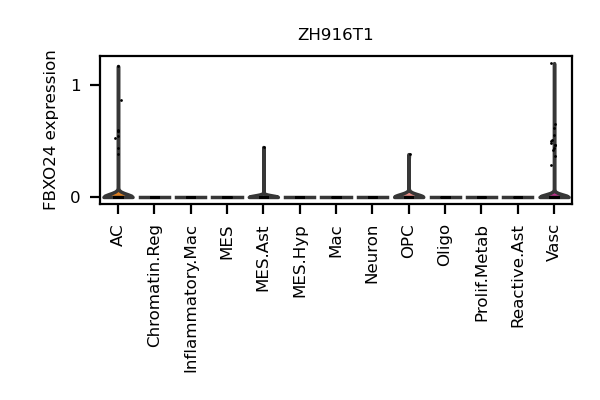 ZH916T1
FBXO24 expression
1
0
AC
Chromatin.Reg
Inflammatory.Mac
MES
MES.Ast
MES.Hyp
Mac
Neuron
OPC
Oligo
Prolif.Metab
Reactive.Ast
Vasc